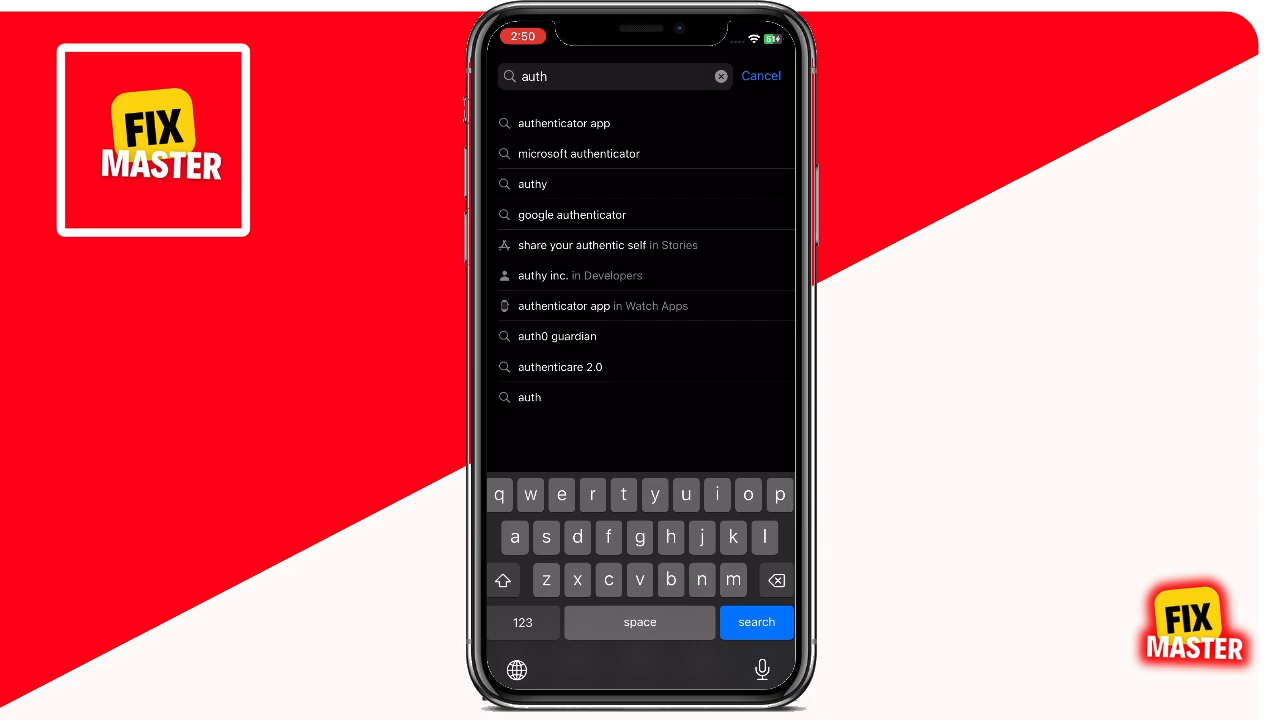 FIX
MASTER
2:50
51
auth
Cancel
authenticator app
microsoft authenticator
authy
google authenticator
share your authentic self in Stories
authy inc. in Developers
authenticator app in Watch Apps
auth0 guardian
authenticare 2.0
auth
q w e r t y u i o p
a s d f g h j k l
z x c v b n m
123 space search
FIX
MASTER